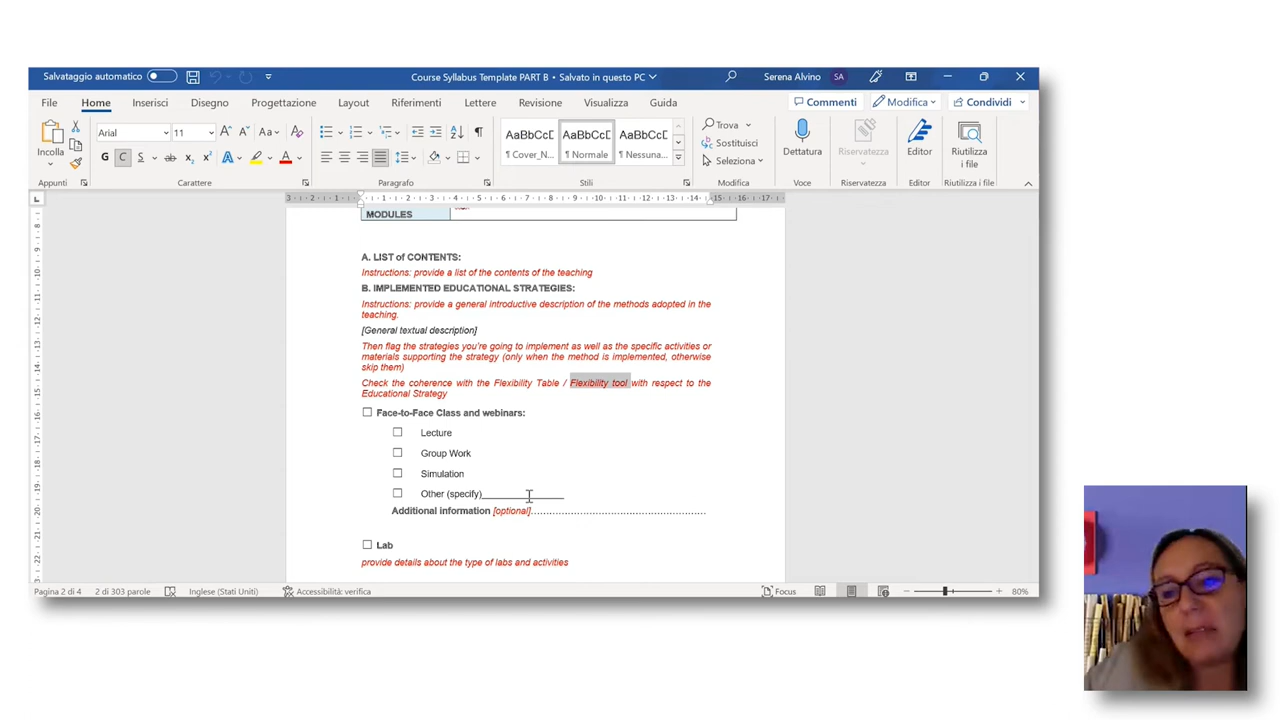 Salvataggio automatico
Course Syllabus Template PART B • Salvato in questo PC
Serena Alvino SA
File Home Inserisci Disegno Progettazione Layout Riferimenti Lettere Revisione Visualizza Guida
Commenti Modifica Condividi
Incolla
Arial 11
AaBbCc[ AaBbCc[ AaBbCc[
Cover_N... Normale Nessuna...
Trova
Sostituisci
Seleziona
Dettatura
Riservatezza
Editor
Riutilizza
i file
Appunti Carattere Paragrafo Stili Modifica Voce Riservatezza Editor Riutilizza i file
MODULES
A. LIST of CONTENTS:
Instructions: provide a list of the contents of the teaching
B. IMPLEMENTED EDUCATIONAL STRATEGIES:
Instructions: provide a general introductive description of the methods adopted in the
teaching.
[General textual description]
Then flag the strategies you're going to implement as well as the specific activities or
materials supporting the strategy (only when the method is implemented, otherwise
skip them)
Check the coherence with the Flexibility Table / Flexibility tool with respect to the
Educational Strategy
☐ Face-to-Face Class and webinars:
☐ Lecture
☐ Group Work
☐ Simulation
☐ Other (specify)______________
Additional information [optional]……………………………………………….
☐ Lab
provide details about the type of labs and activities
Pagina 2 di 4 2 di 303 parole Inglese (Stati Uniti) Accessibilità: verifica Focus 80%